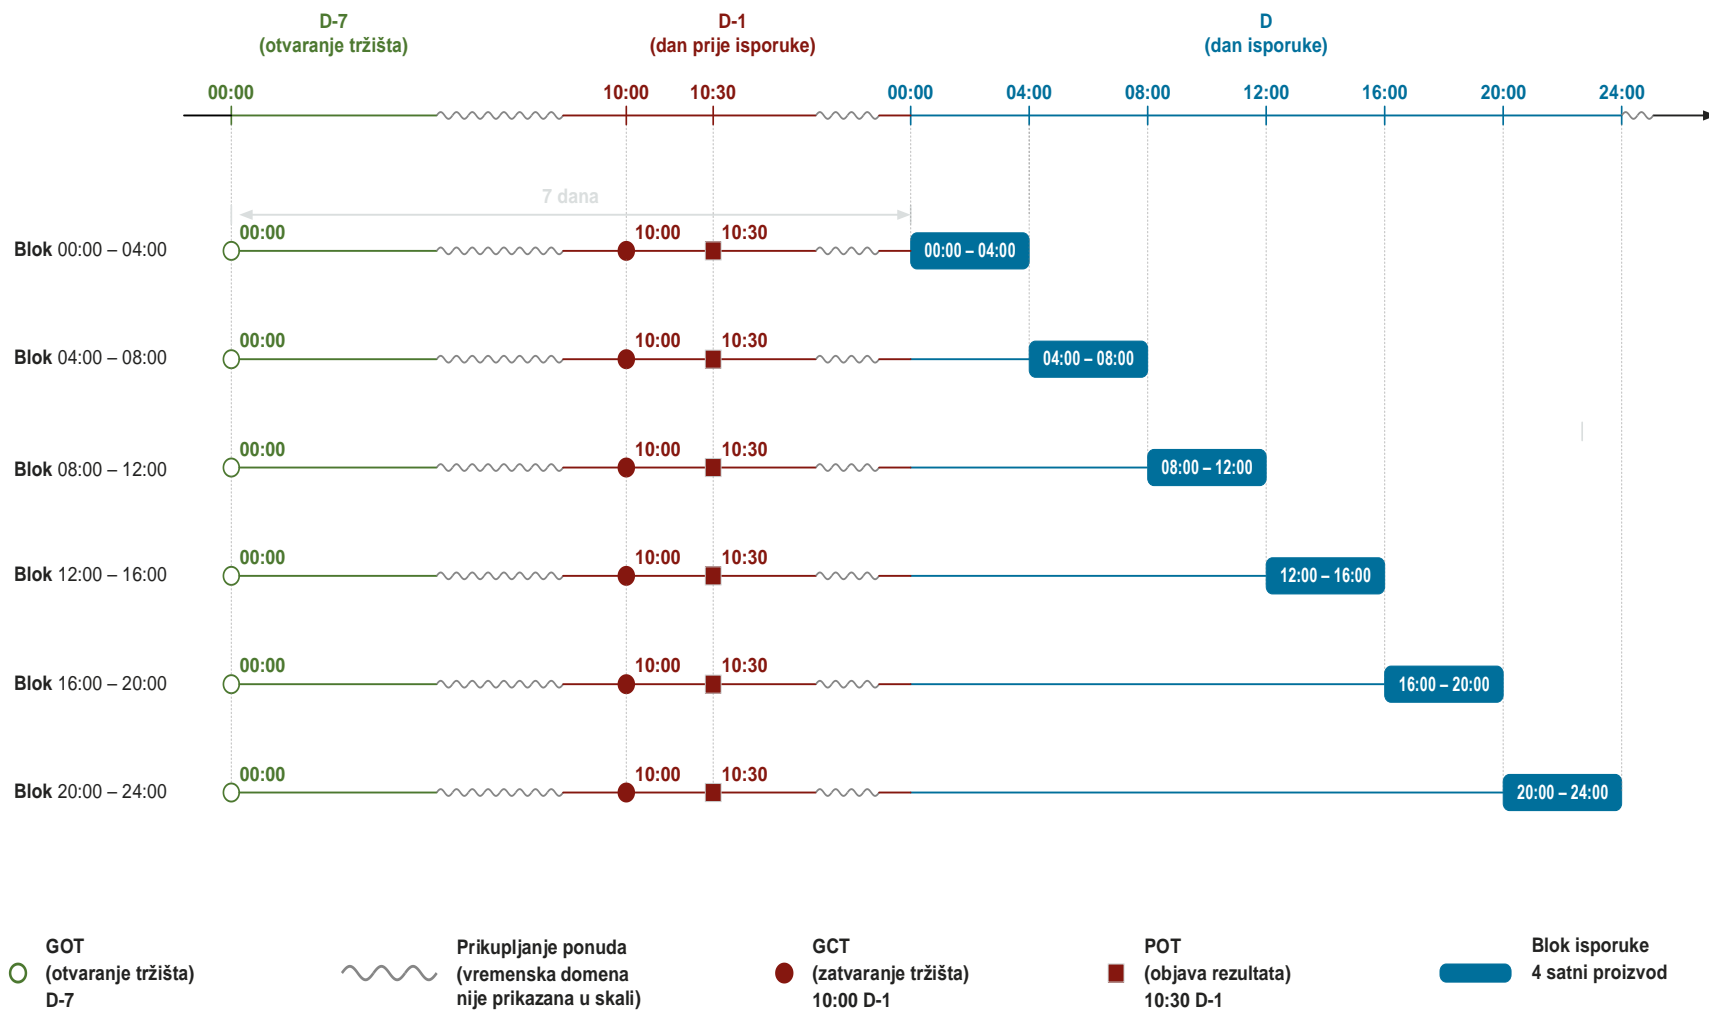 D-7
(otvaranje tržišta)
D-1
(dan prije isporuke)
D
(dan isporuke)
00:00 10:00 10:30 00:00 04:00 08:00 12:00 16:00 20:00 24:00
7 dana
Blok 00:00 – 04:00 00:00 10:00 10:30 00:00 – 04:00
Blok 04:00 – 08:00 00:00 10:00 10:30 04:00 – 08:00
Blok 08:00 – 12:00 00:00 10:00 10:30 08:00 – 12:00
Blok 12:00 – 16:00 00:00 10:00 10:30 12:00 – 16:00
Blok 16:00 – 20:00 00:00 10:00 10:30 16:00 – 20:00
Blok 20:00 – 24:00 00:00 10:00 10:30 20:00 – 24:00
GOT
(otvaranje tržišta)
D-7
Prikupljanje ponuda
(vremenska domena
nije prikazana u skali)
GCT
(zatvaranje tržišta)
10:00 D-1
POT
(objava rezultata)
10:30 D-1
Blok isporuke
4 satni proizvod